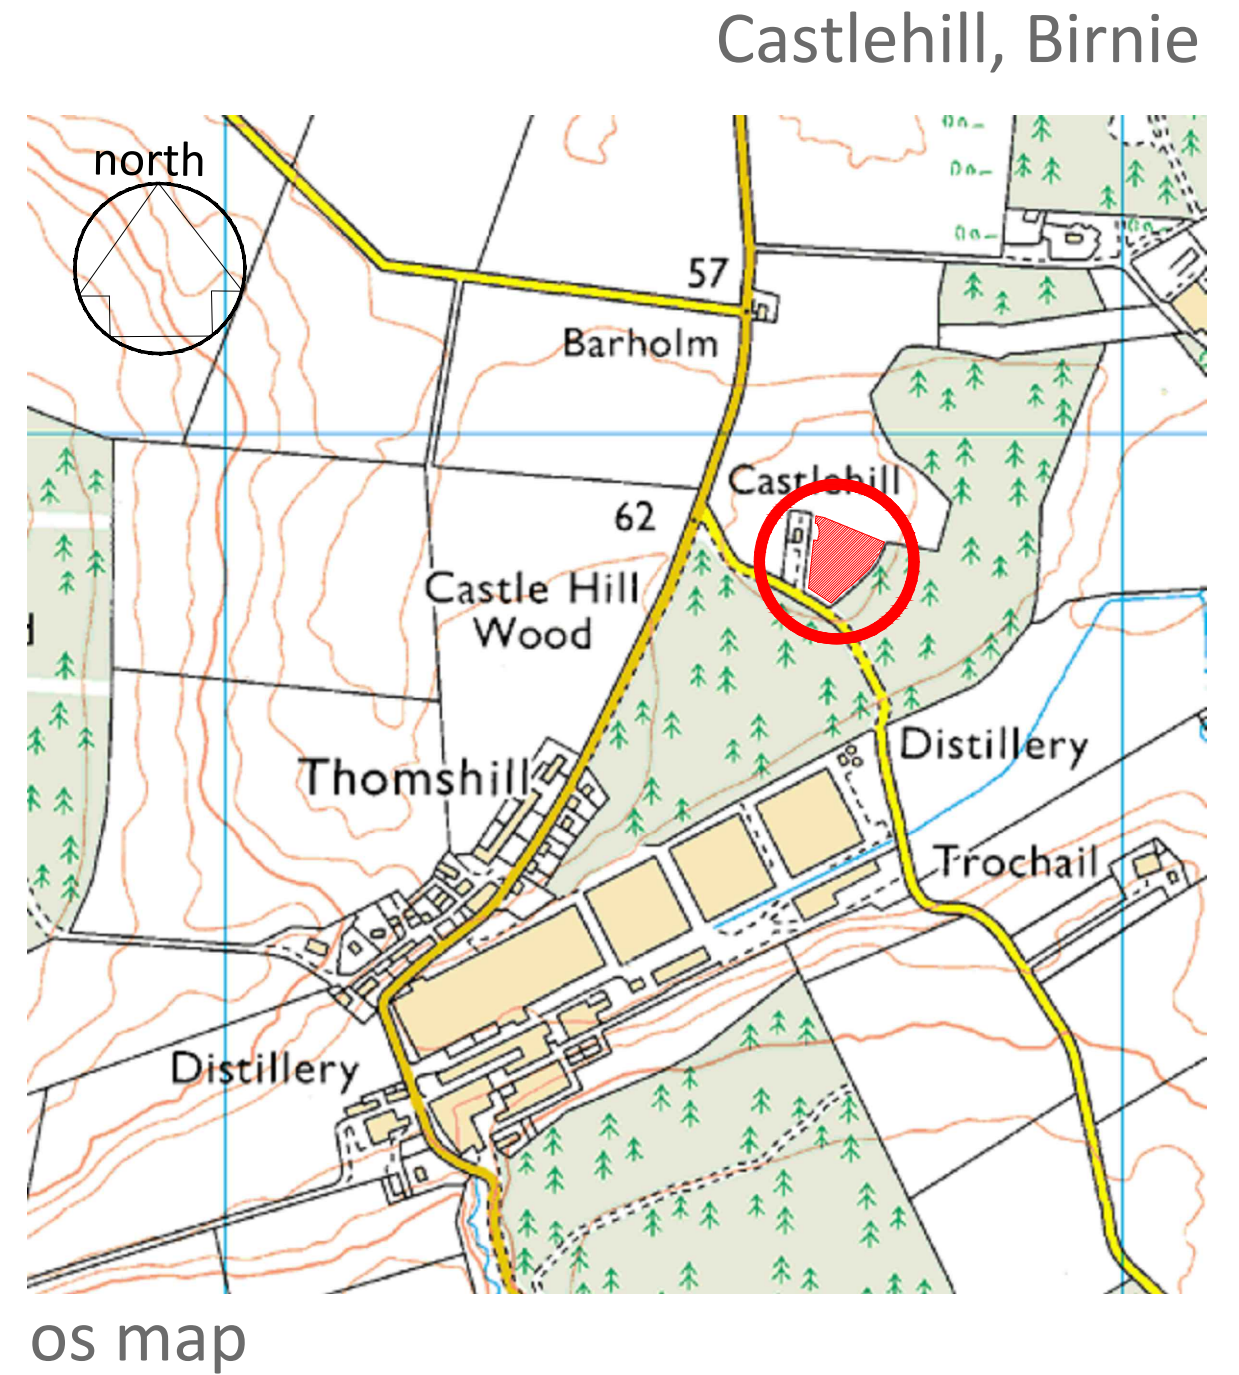 Castlehill, Birnie
north
57
Barholm
Castlehill
62
Castle Hill
Wood
Distillery
Thomshill
Trochail
Distillery
os map